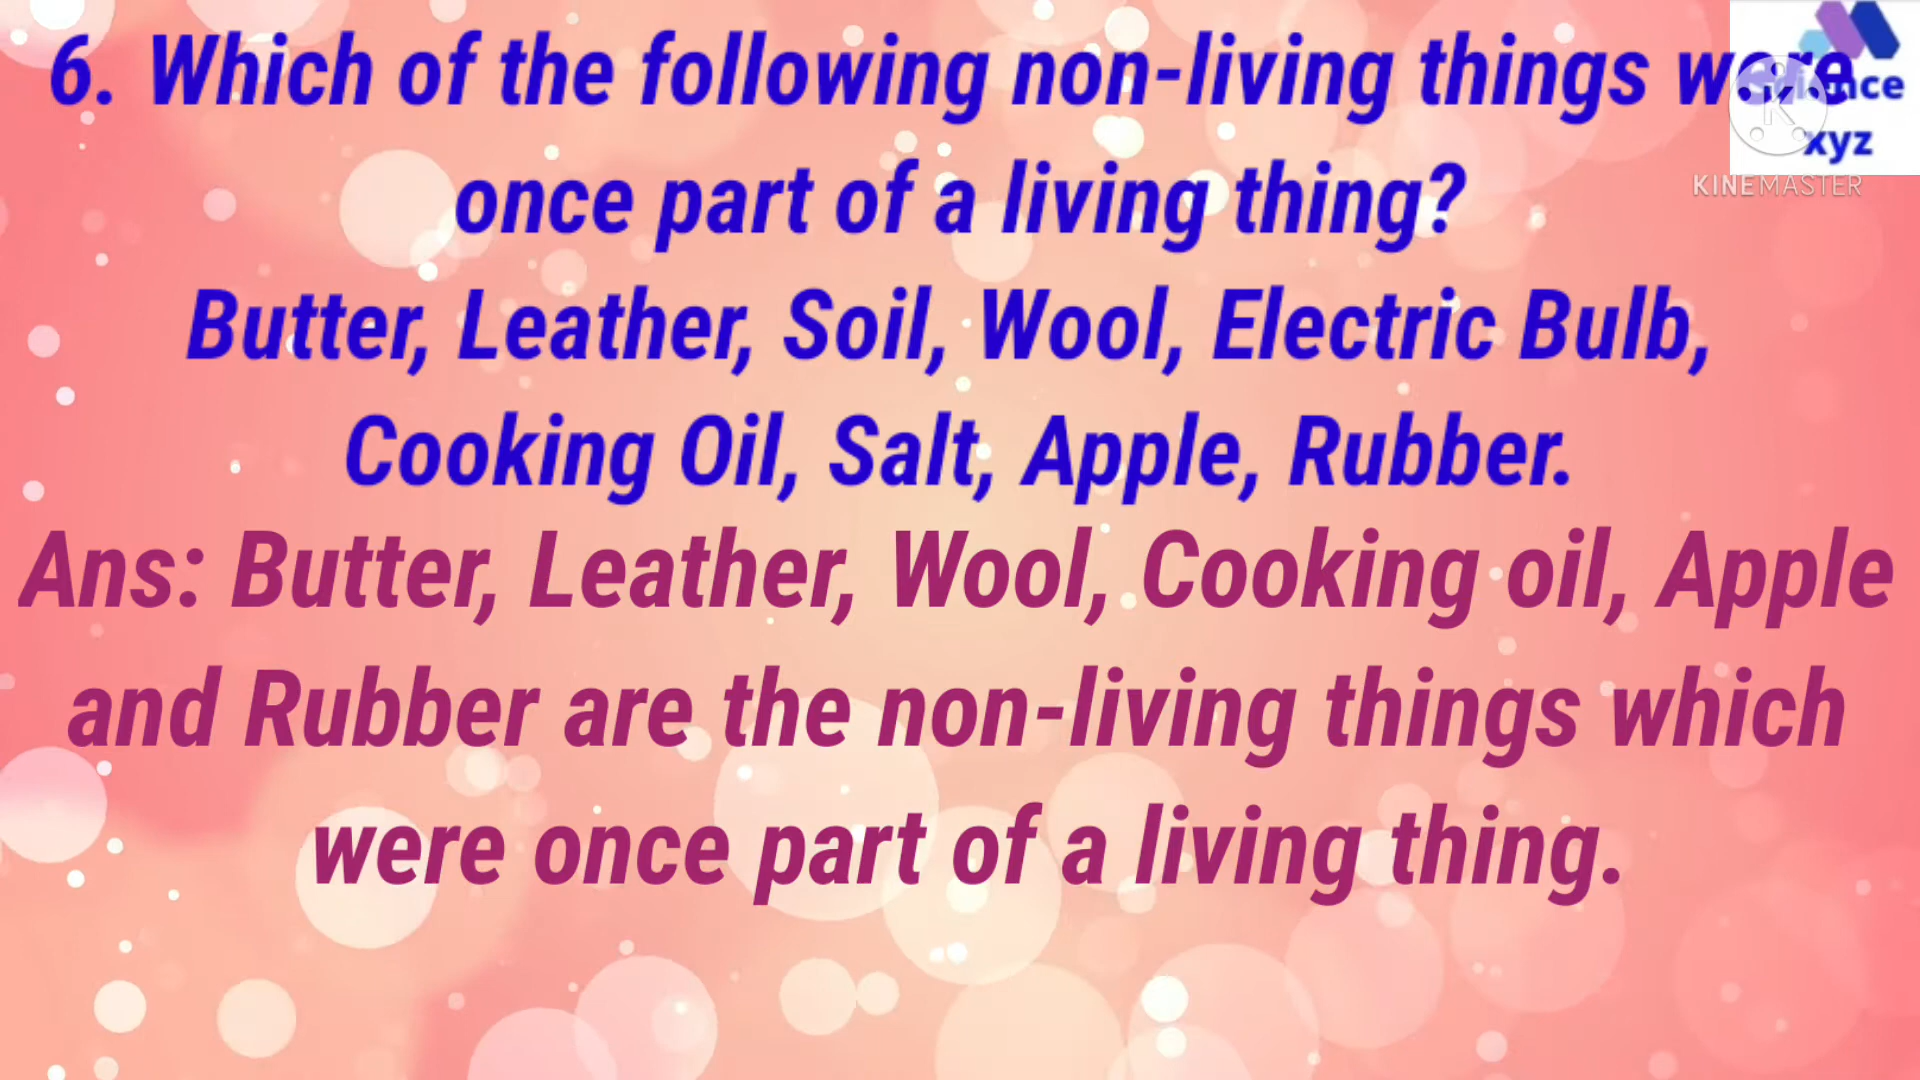 6. Which of the following non-living things were
once part of a living thing?
Butter, Leather, Soil, Wool, Electric Bulb,
Cooking Oil, Salt, Apple, Rubber.
Ans: Butter, Leather, Wool, Cooking oil, Apple
and Rubber are the non-living things which
were once part of a living thing.
xyz
K
KINEMASTER